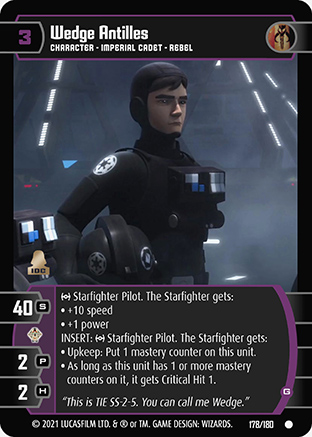 3
Wedge Antilles
CHARACTER • IMPERIAL CADET • REBEL
IDC
40 S
Starfighter Pilot. The Starfighter gets:
• +10 speed
• +1 power
INSERT: Starfighter Pilot. The Starfighter gets:
• Upkeep: Put 1 mastery counter on this unit.
• As long as this unit has 1 or more mastery
counters on it, it gets Critical Hit 1.
2 P
2 H
G
"This is TIE SS-2-5. You can call me Wedge."
© 2021 LUCASFILM LTD. & ® or TM. GAME DESIGN: WIZARDS.
178/180